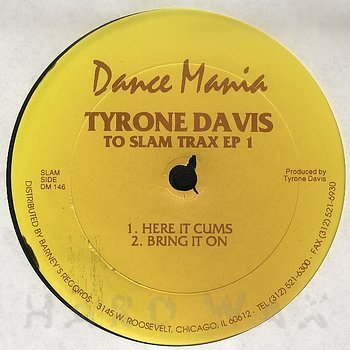 Dance Mania
TYRONE DAVIS
TO SLAM TRAX EP 1
SLAM
SIDE
DM 146
Produced by
Tyrone Davis
1. HERE IT CUMS
2. BRING IT ON
DISTRIBUTED BY BARNEY'S RECORDS · 3145 W. ROOSEVELT, CHICAGO, IL 60612 · TEL (312) 521-6300 · FAX (312) 521-6930
HARD WAX